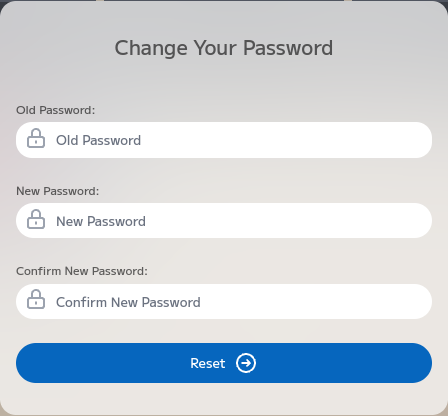 Change Your Password
Old Password:
Old Password
New Password:
New Password
Confirm New Password:
Confirm New Password
Reset